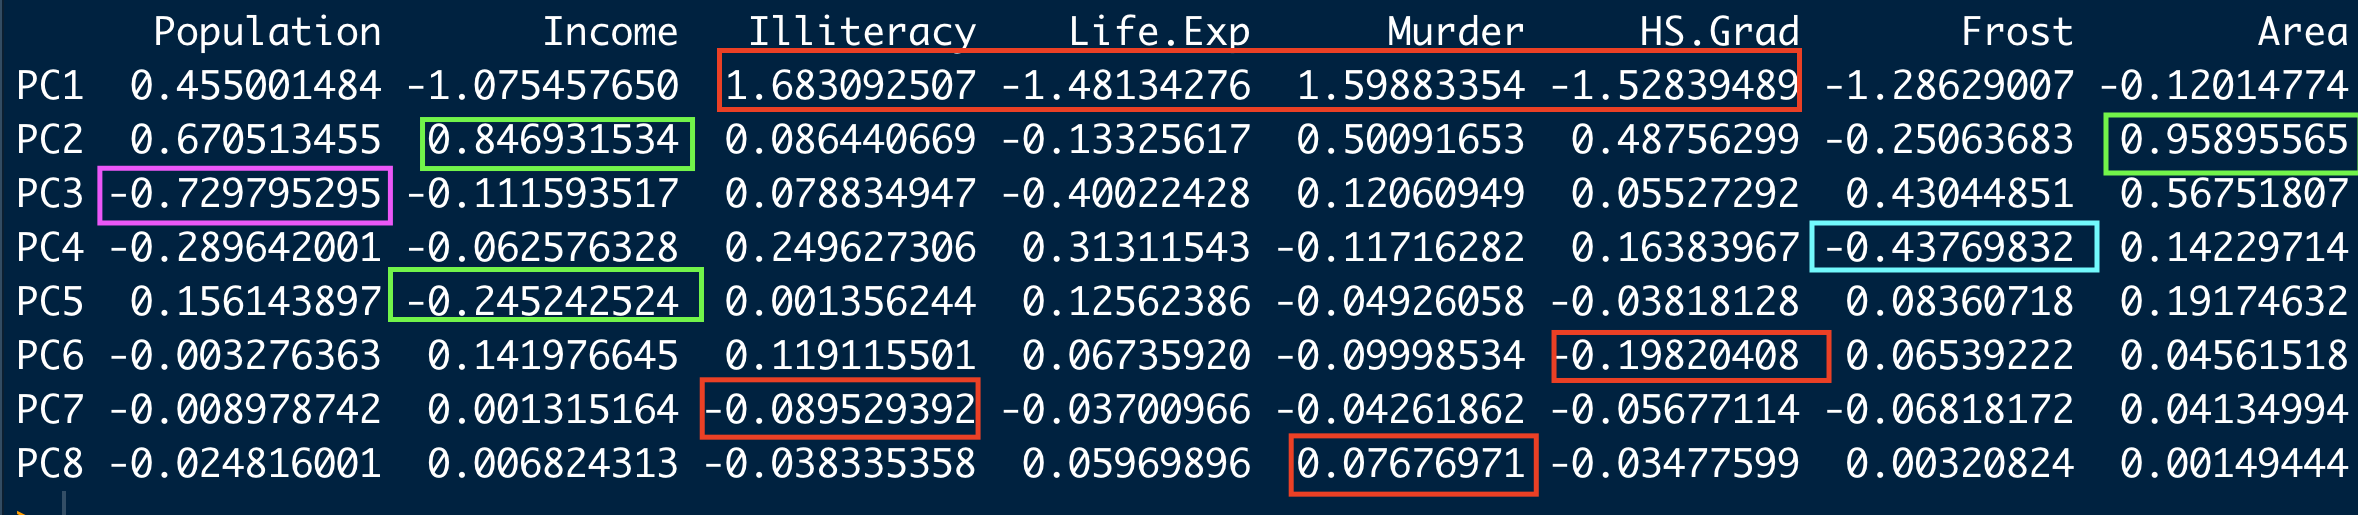 Population Income Illiteracy Life.Exp Murder HS.Grad Frost Area
PC1 0.455001484 -1.075457650 1.683092507 -1.48134276 1.59883354 -1.52839489 -1.28629007 -0.12014774
PC2 0.670513455 0.846931534 0.086440669 -0.13325617 0.50091653 0.48756299 -0.25063683 0.95895565
PC3 -0.729795295 -0.111593517 0.078834947 -0.40022428 0.12060949 0.05527292 0.43044851 0.56751807
PC4 -0.289642001 -0.062576328 0.249627306 0.31311543 -0.11716282 0.16383967 -0.43769832 0.14229714
PC5 0.156143897 -0.245242524 0.001356244 0.12562386 -0.04926058 -0.03818128 0.08360718 0.19174632
PC6 -0.003276363 0.141976645 0.119115501 0.06735920 -0.09998534 -0.19820408 0.06539222 0.04561518
PC7 -0.008978742 0.001315164 -0.089529392 -0.03700966 -0.04261862 -0.05677114 -0.06818172 0.04134994
PC8 -0.024816001 0.006824313 -0.038335358 0.05969896 0.07676971 -0.03477599 0.00320824 0.00149444